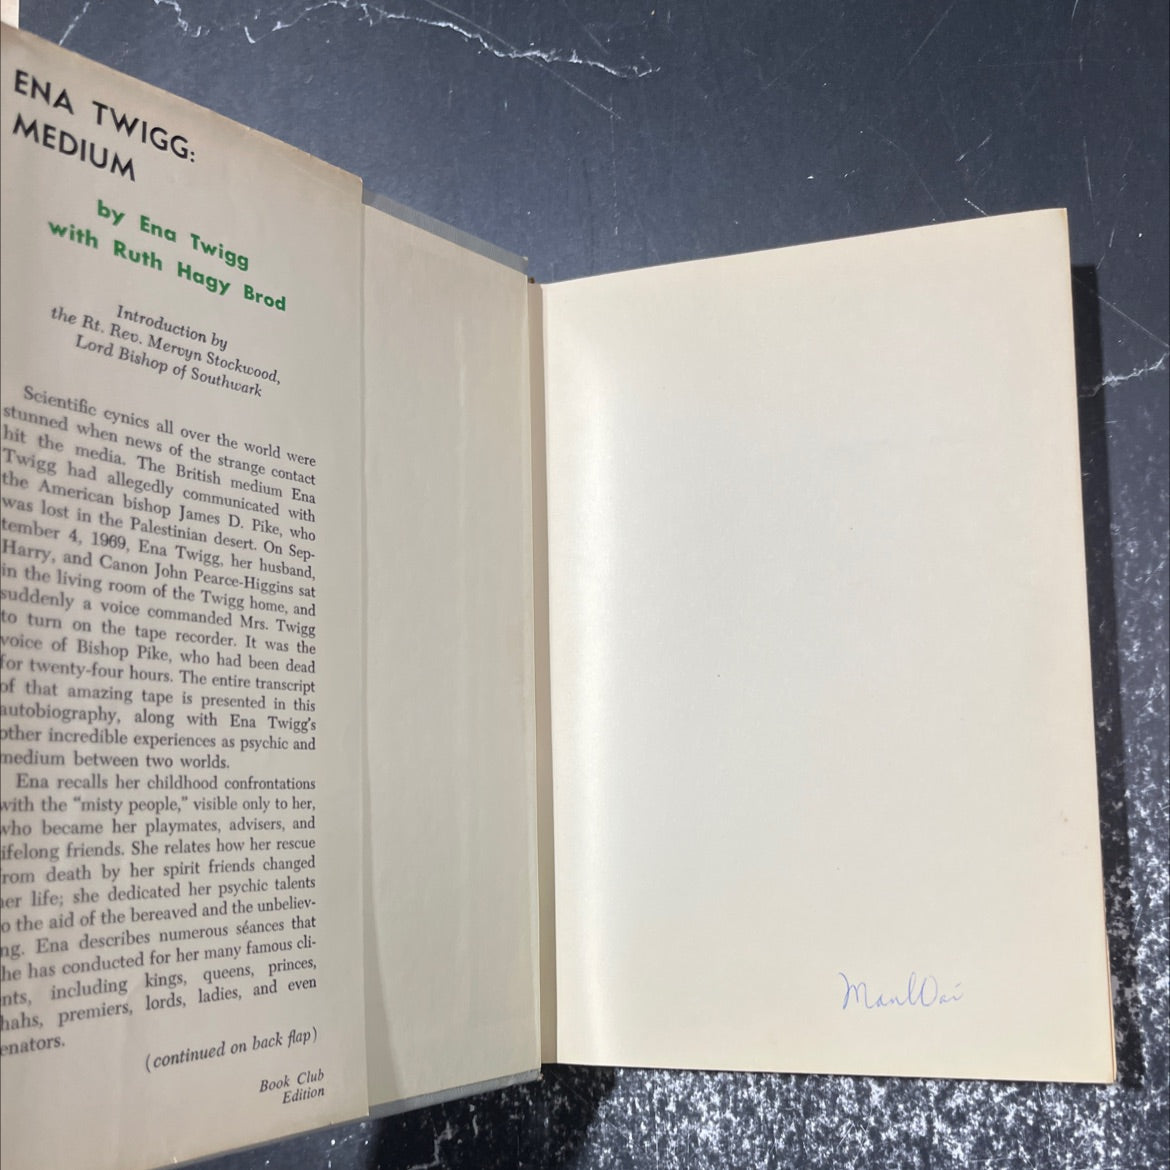 ENA TWIGG:
MEDIUM
by Ena Twigg
with Ruth Hagy Brod
Introduction by
the Rt. Rev. Mervyn Stockwood,
Lord Bishop of Southwark
Scientific cynics all over the world were
stunned when news of the strange contact
hit the media. The British medium Ena
Twigg had allegedly communicated with
the American bishop James D. Pike, who
was lost in the Palestinian desert. On Sep-
tember 4, 1969, Ena Twigg, her husband,
Harry, and Canon John Pearce-Higgins sat
in the living room of the Twigg home, and
suddenly a voice commanded Mrs. Twigg
to turn on the tape recorder. It was the
voice of Bishop Pike, who had been dead
for twenty-four hours. The entire transcript
of that amazing tape is presented in this
autobiography, along with Ena Twigg's
other incredible experiences as psychic and
medium between two worlds.
Ena recalls her childhood confrontations
with the "misty people," visible only to her,
who became her playmates, advisers, and
ifelong friends. She relates how her rescue
rom death by her spirit friends changed
er life; she dedicated her psychic talents
o the aid of the bereaved and the unbeliev-
ng. Ena describes numerous séances that
he has conducted for her many famous cli-
nts, including kings, queens, princes,
hahs, premiers, lords, ladies, and even
enators.
(continued on back flap)
Book Club
Edition